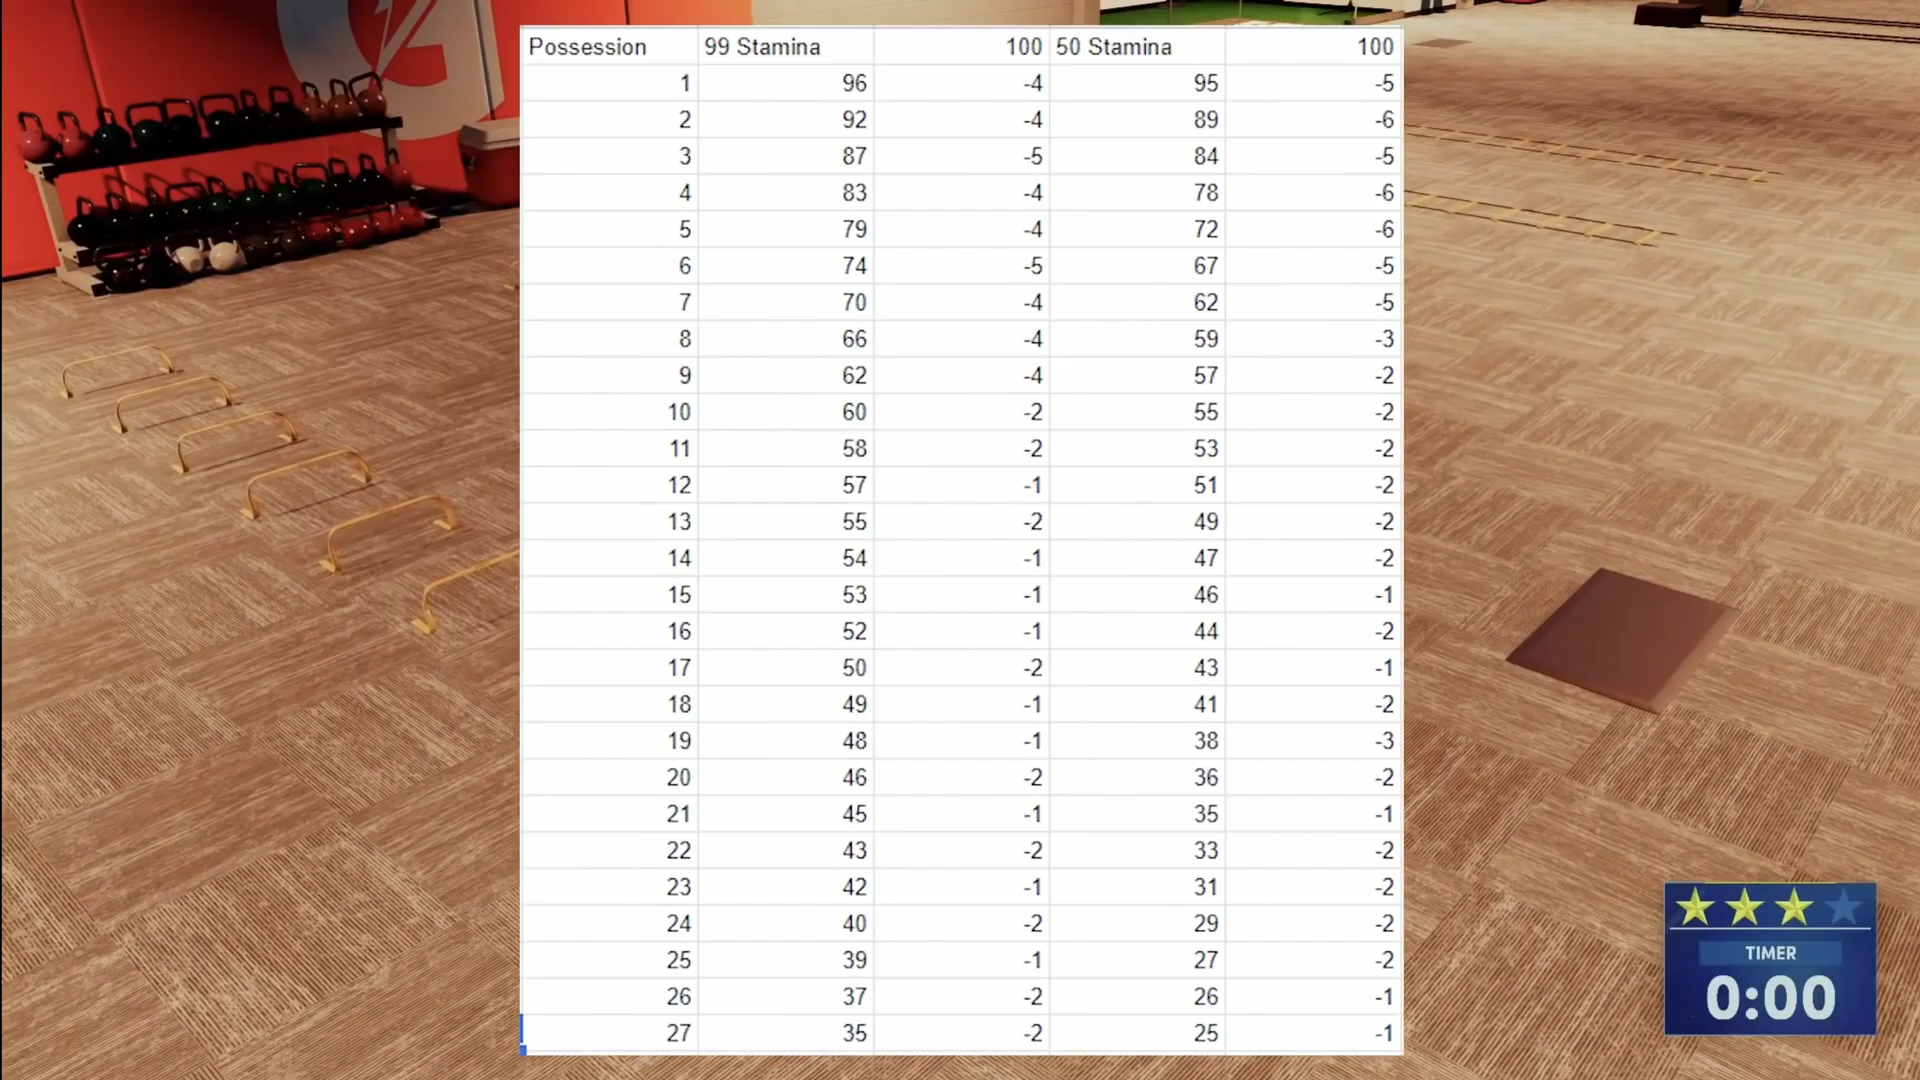 Possession 99 Stamina 100 50 Stamina 100
1 96 -4 95 -5
2 92 -4 89 -6
3 87 -5 84 -5
4 83 -4 78 -6
5 79 -4 72 -6
6 74 -5 67 -5
7 70 -4 62 -5
8 66 -4 59 -3
9 62 -4 57 -2
10 60 -2 55 -2
11 58 -2 53 -2
12 57 -1 51 -2
13 55 -2 49 -2
14 54 -1 47 -2
15 53 -1 46 -1
16 52 -1 44 -2
17 50 -2 43 -1
18 49 -1 41 -2
19 48 -1 38 -3
20 46 -2 36 -2
21 45 -1 35 -1
22 43 -2 33 -2
23 42 -1 31 -2
24 40 -2 29 -2
25 39 -1 27 -2
26 37 -2 26 -1
27 35 -2 25 -1
TIMER
0:00